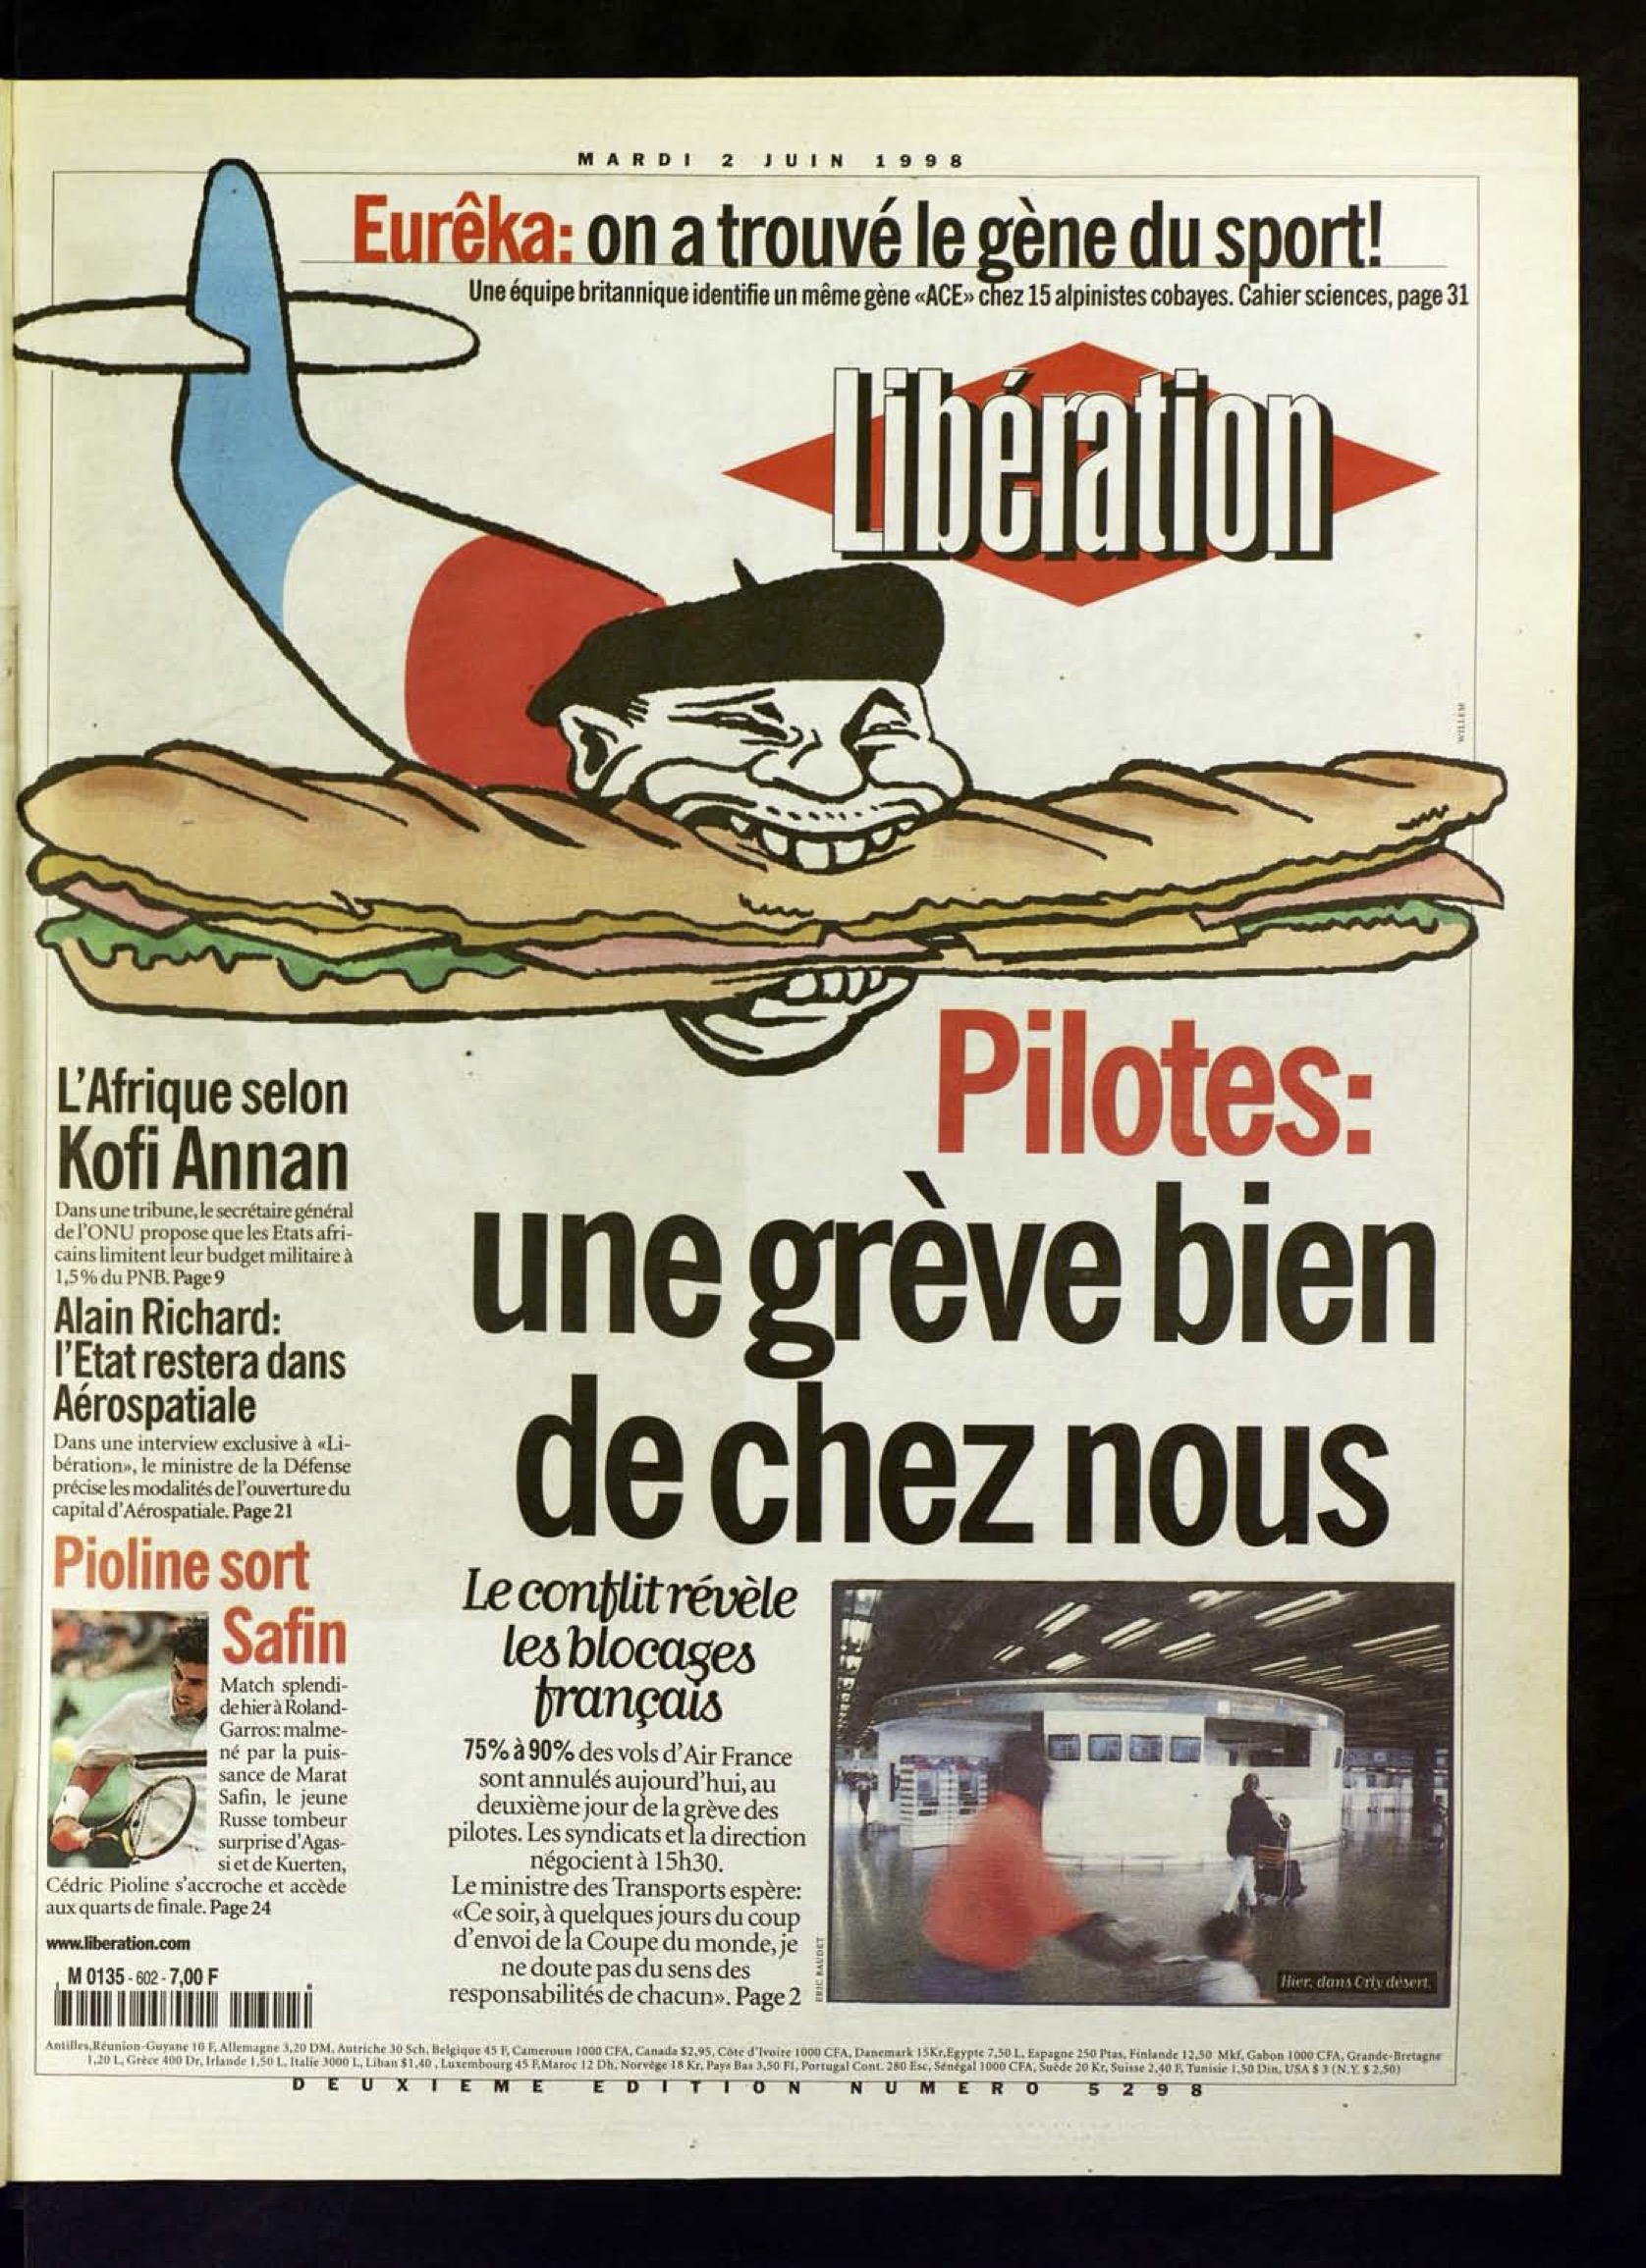 MARDI 2 JUIN 1998
Eurêka: on a trouvé le gène du sport!
Une équipe britannique identifie un même gène «ACE» chez 15 alpinistes cobayes. Cahier sciences, page 31
Libération
WILLEM
Pilotes:
une grève bien
de chez nous
L'Afrique selon
Kofi Annan
Dans une tribune, le secrétaire général
de l'ONU propose que les Etats afri-
cains limitent leur budget militaire à
1,5% du PNB. Page 9
Alain Richard:
l'Etat restera dans
Aérospatiale
Dans une interview exclusive à «Li-
bération», le ministre de la Défense
précise les modalités de l'ouverture du
capital d'Aérospatiale. Page 21
Pioline sort
Safin
Match splendi-
de hier à Roland-
Garros: malme-
né par la puis-
sance de Marat
Safin, le jeune
Russe tombeur
surprise d'Agas-
si et de Kuerten,
Cédric Pioline s'accroche et accède
aux quarts de finale. Page 24
www.liberation.com
M 0135 - 602 - 7,00 F
Le conflit révèle
les blocages
français
75% à 90% des vols d'Air France
sont annulés aujourd'hui, au
deuxième jour de la grève des
pilotes. Les syndicats et la direction
négocient à 15h30.
Le ministre des Transports espère:
«Ce soir, à quelques jours du coup
d'envoi de la Coupe du monde, je
ne doute pas du sens des
responsabilités de chacun». Page 2
ERIC BAUDET
Hier, dans Orly désert.
Antilles,Réunion-Guyane 10 F, Allemagne 3,20 DM, Autriche 30 Sch, Belgique 45 F, Cameroun 1000 CFA, Canada $2,95, Côte d'Ivoire 1000 CFA, Danemark 15Kr,Egypte 7,50 L, Espagne 250 Ptas, Finlande 12,50 Mkf, Gabon 1000 CFA, Grande-Bretagne
1,20 L, Grèce 400 Dr, Irlande 1,50 L, Italie 3000 L, Liban $1,40 , Luxembourg 45 F,Maroc 12 Dh, Norvège 18 Kr, Pays Bas 3,50 Fl, Portugal Cont. 280 Esc, Sénégal 1000 CFA, Suède 20 Kr, Suisse 2,40 F, Tunisie 1,50 Din, USA $ 3 (N.Y. $ 2,50)
DEUXIEME EDITION NUMERO 5298